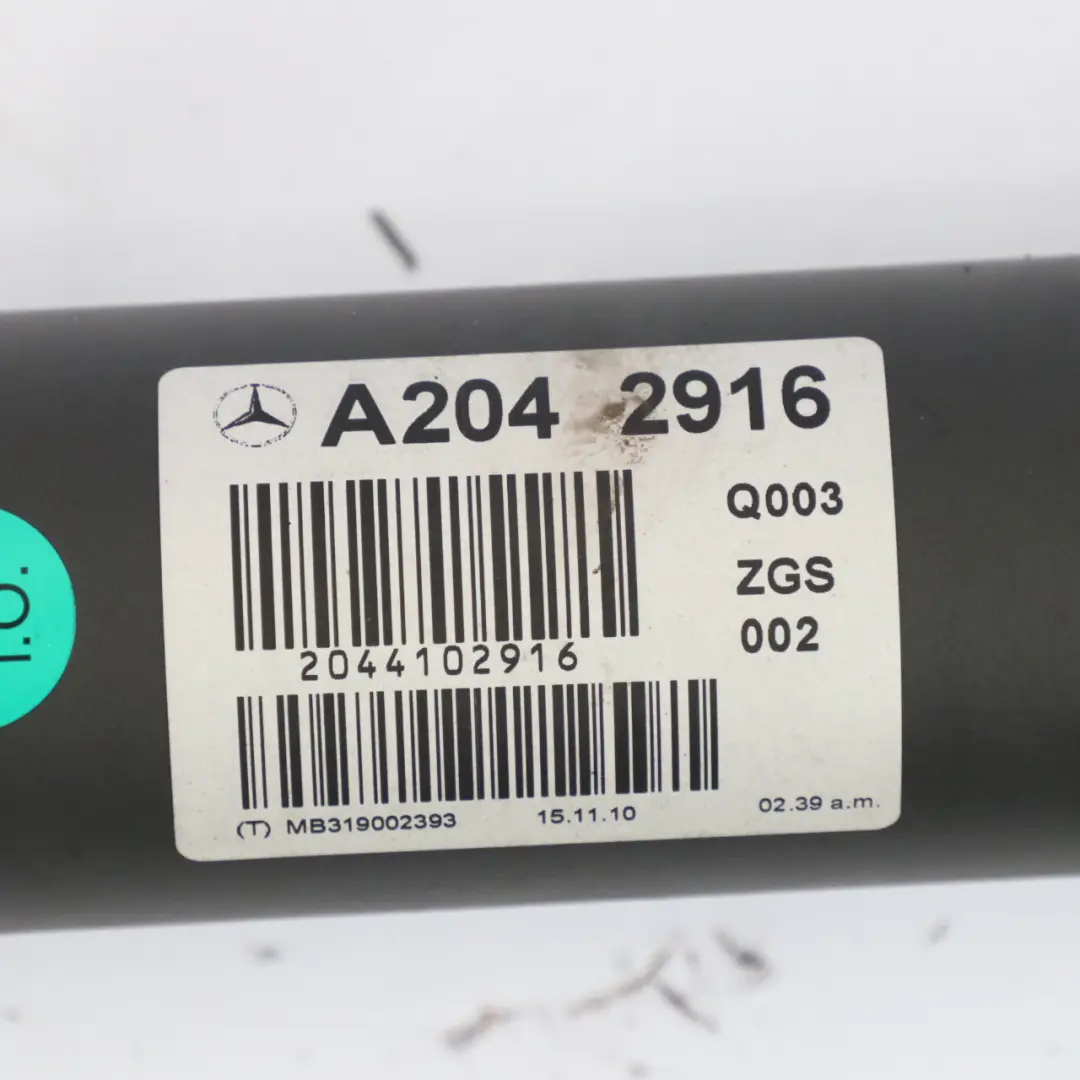 A204 2916
Q003
ZGS
002
2044102916
(T) MB319002393 15.11.10 02.39 a.m.
I.O.